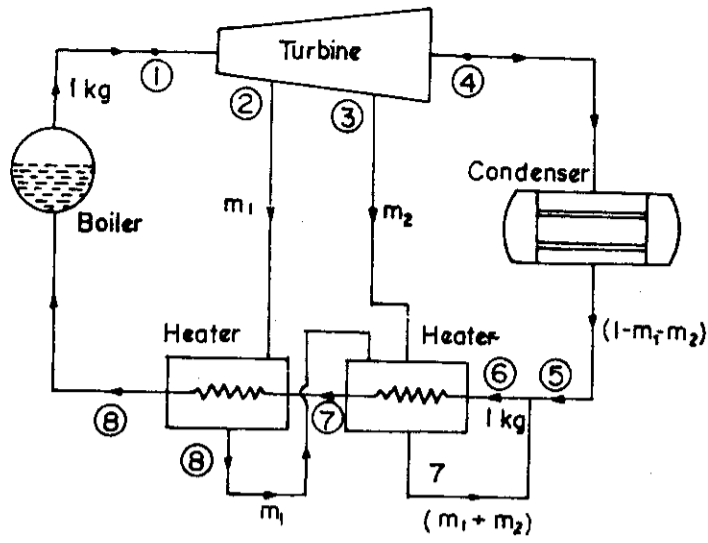 Turbine
①
②
③
④
1 kg
Boiler
m₁
m₂
Condenser
(1-m₁-m₂)
Heater
Heater
⑧
⑦
⑥
⑤
1 kg
⑧
m₁
7
(m₁ + m₂)